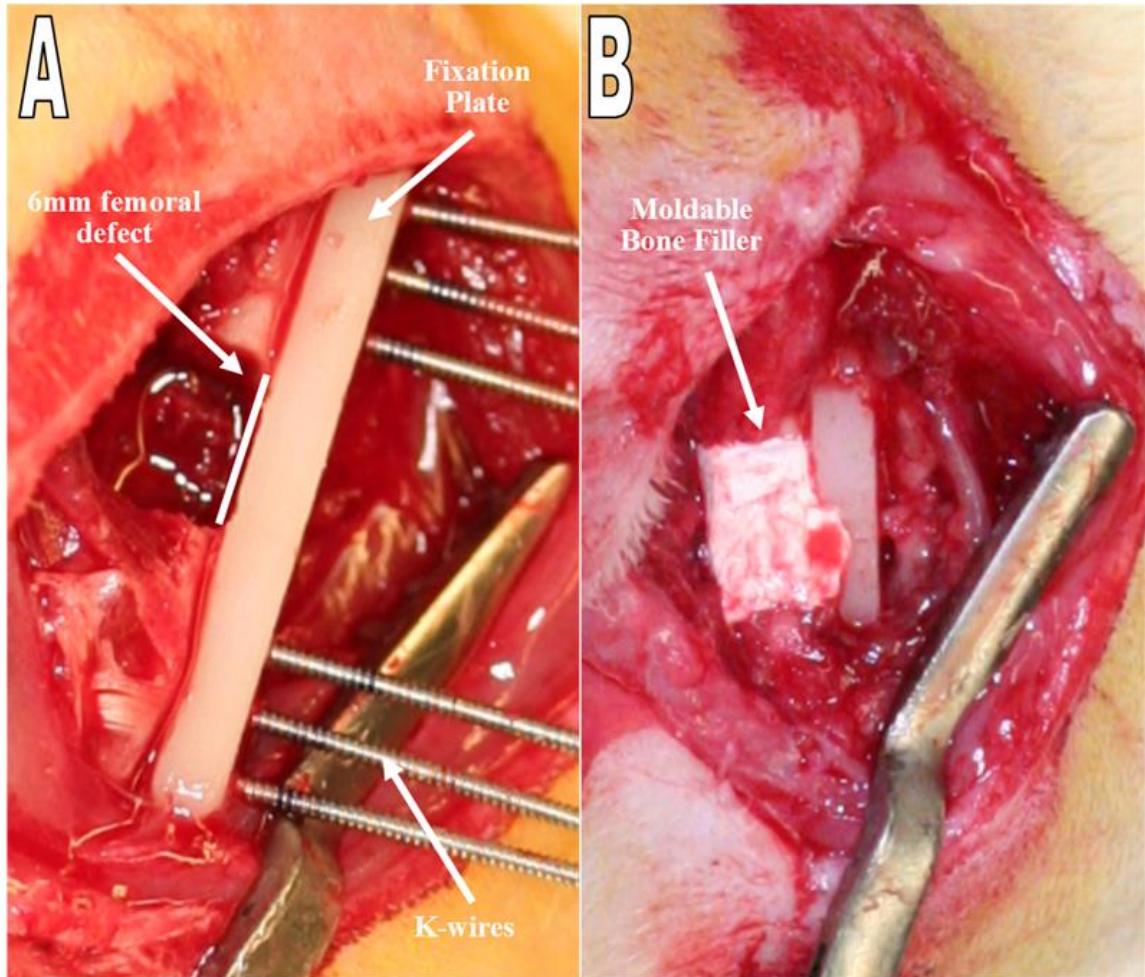 A
Fixation
Plate
6mm femoral
defect
K-wires
B
Moldable
Bone Filler